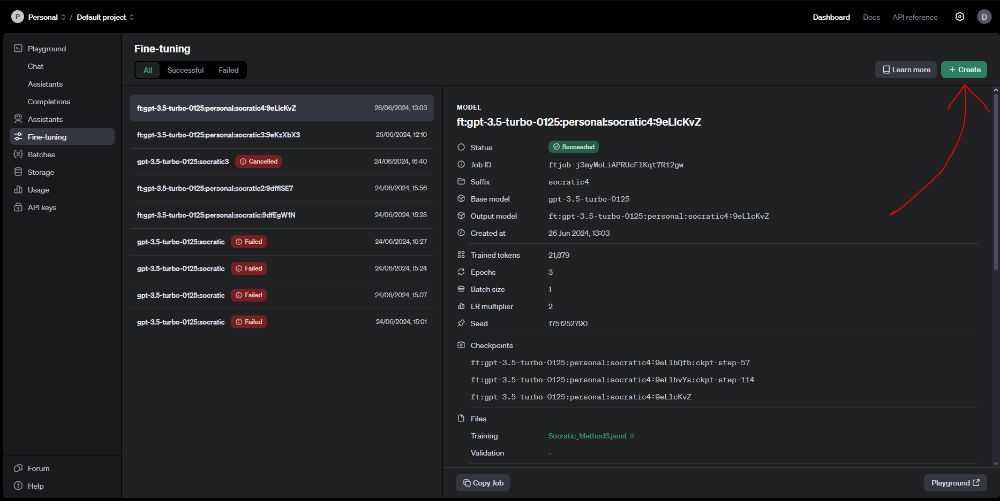 P Personal / Default project
Dashboard Docs API reference D
Playground
Chat
Assistants
Completions
Assistants
Fine-tuning
Batches
Storage
Usage
API keys
Forum
Help
Fine-tuning
All Successful Failed
Learn more + Create
ft:gpt-3.5-turbo-0125:personal:socratic4:9eLlcKvZ 26/06/2024, 13:03
ft:gpt-3.5-turbo-0125:personal:socratic3:9eKzXbX3 26/06/2024, 12:10
gpt-3.5-turbo-0125:socratic3 Cancelled 24/06/2024, 16:40
ft:gpt-3.5-turbo-0125:personal:socratic2:9dffiSE7 24/06/2024, 15:56
ft:gpt-3.5-turbo-0125:personal:socratic:9dfEgW1N 24/06/2024, 15:28
gpt-3.5-turbo-0125:socratic Failed 24/06/2024, 15:27
gpt-3.5-turbo-0125:socratic Failed 24/06/2024, 15:24
gpt-3.5-turbo-0125:socratic Failed 24/06/2024, 15:07
gpt-3.5-turbo-0125:socratic Failed 24/06/2024, 15:01
MODEL
ft:gpt-3.5-turbo-0125:personal:socratic4:9eLlcKvZ
Status Succeeded
Job ID ftjob-j3myMoLiAPRUcFlKqt7R12gw
Suffix socratic4
Base model gpt-3.5-turbo-0125
Output model ft:gpt-3.5-turbo-0125:personal:socratic4:9eLlcKvZ
Created at 26 Jun 2024, 13:03
Trained tokens 21,879
Epochs 3
Batch size 1
LR multiplier 2
Seed 1751252790
Checkpoints
ft:gpt-3.5-turbo-0125:personal:socratic4:9eLlbQfb:ckpt-step-57
ft:gpt-3.5-turbo-0125:personal:socratic4:9eLlbvYs:ckpt-step-114
ft:gpt-3.5-turbo-0125:personal:socratic4:9eLlcKvZ
Files
Training Socratic_Method3.jsonl
Validation -
Copy Job Playground